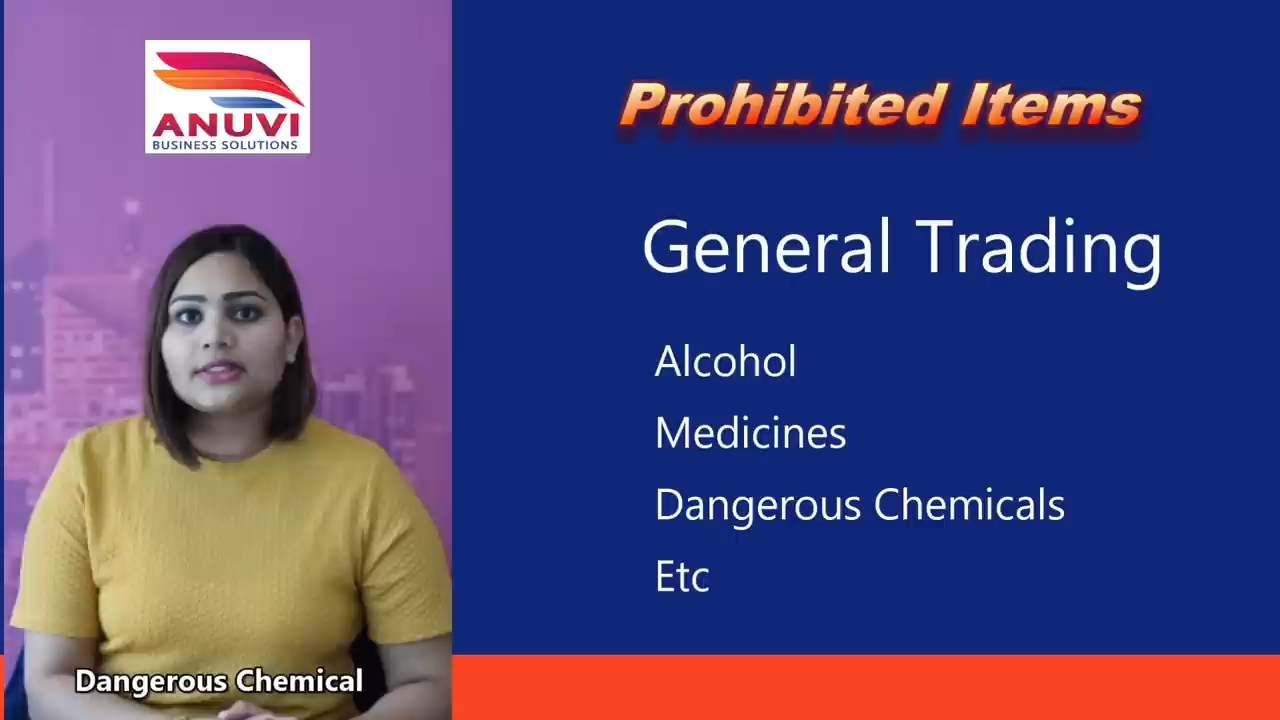 ANUVI
BUSINESS SOLUTIONS
Prohibited Items
General Trading
Alcohol
Medicines
Dangerous Chemicals
Etc
Dangerous Chemical